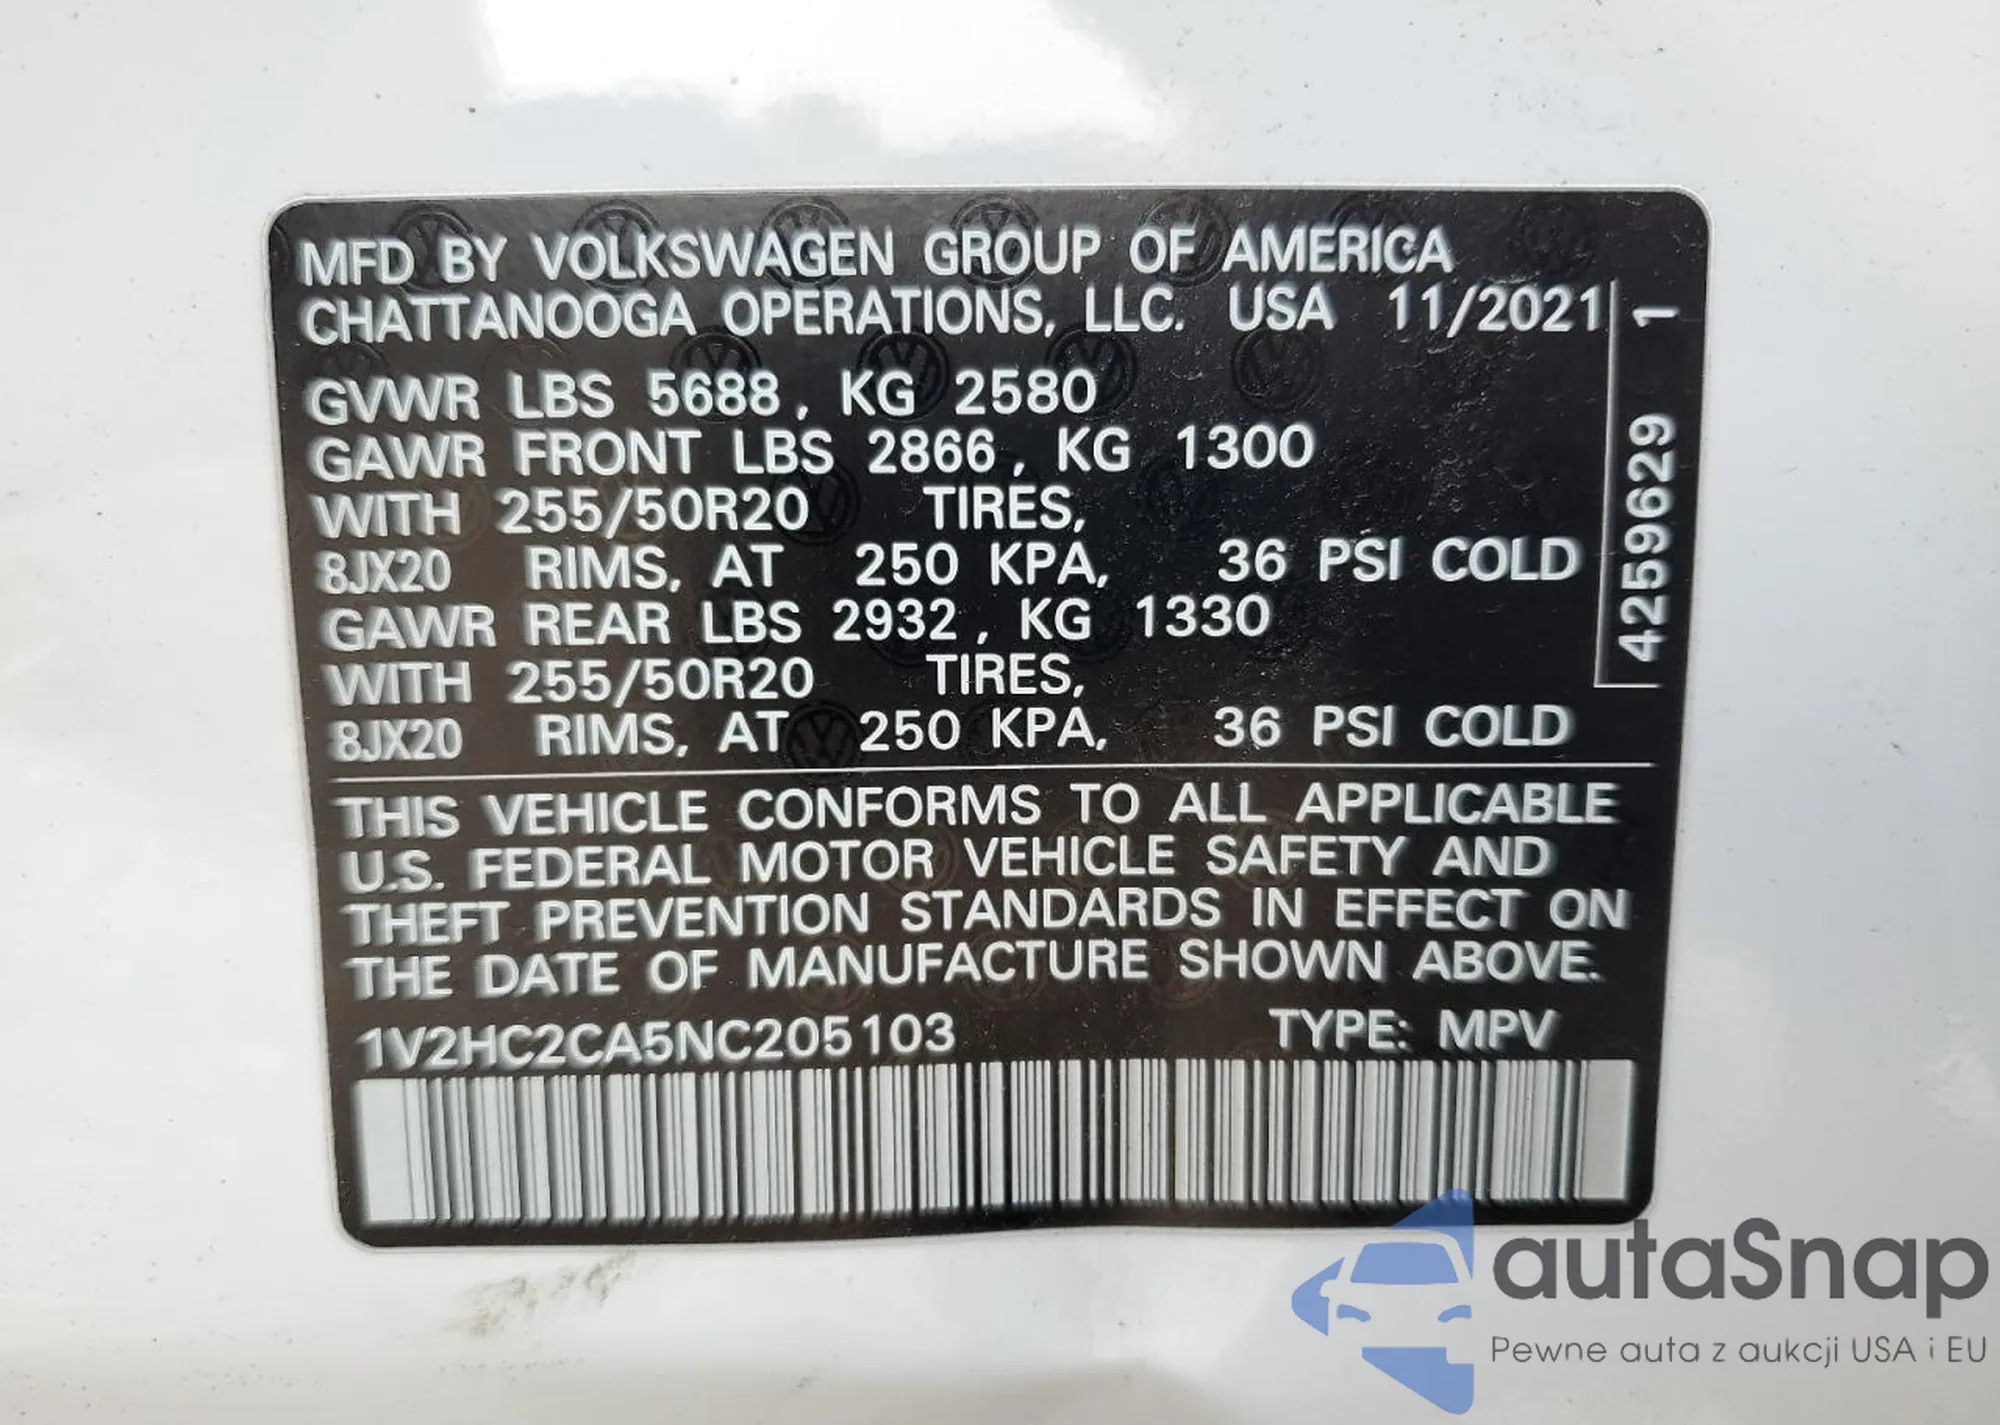 MFD BY VOLKSWAGEN GROUP OF AMERICA
CHATTANOOGA OPERATIONS, LLC. USA 11/2021
GVWR LBS 5688, KG 2580
GAWR FRONT LBS 2866, KG 1300
WITH 255/50R20 TIRES,
8JX20 RIMS, AT 250 KPA, 36 PSI COLD
GAWR REAR LBS 2932, KG 1330
WITH 255/50R20 TIRES,
8JX20 RIMS, AT 250 KPA, 36 PSI COLD
4259629 1
THIS VEHICLE CONFORMS TO ALL APPLICABLE
U.S. FEDERAL MOTOR VEHICLE SAFETY AND
THEFT PREVENTION STANDARDS IN EFFECT ON
THE DATE OF MANUFACTURE SHOWN ABOVE.
1V2HC2CA5NC205103 TYPE: MPV
autaSnap
Pewne auta z aukcji USA i EU